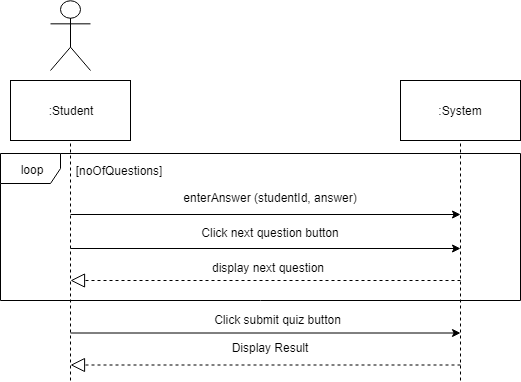 :Student
:System
loop
[noOfQuestions]
enterAnswer (studentId, answer)
Click next question button
display next question
Click submit quiz button
Display Result